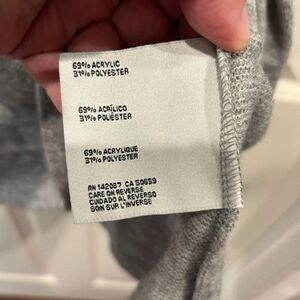 69% ACRYLIC
31% POLYESTER
69% ACRÍLICO
31% POLIÉSTER
69% ACRYLIQUE
31% POLYESTER
RN 142087 CA 50659
CARE ON REVERSE
CUIDADO AL REVERSO
SOIN SUR L'INVERSE